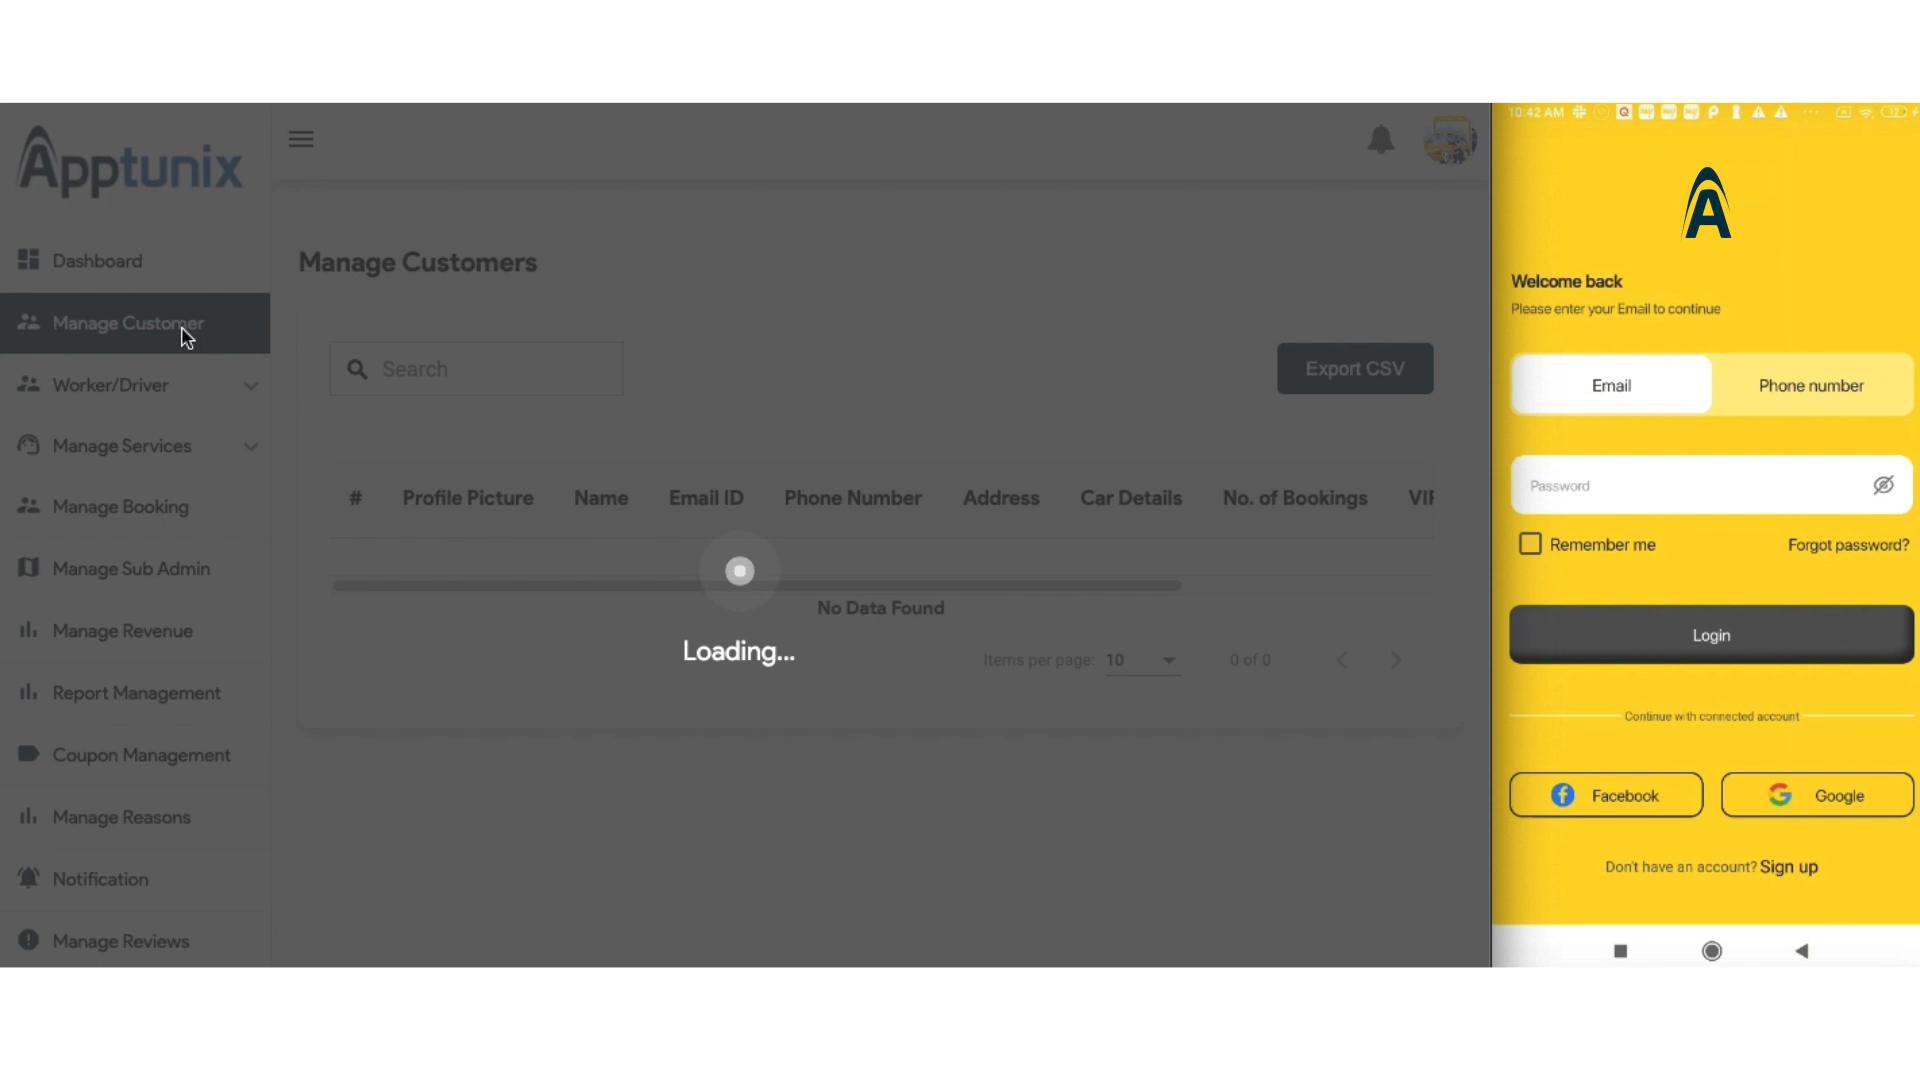 Apptunix
Dashboard
Manage Customer
Worker/Driver
Manage Services
Manage Booking
Manage Sub Admin
Manage Revenue
Report Management
Coupon Management
Manage Reasons
Notification
Manage Reviews
Manage Customers
Search
Export CSV
# Profile Picture Name Email ID Phone Number Address Car Details No. of Bookings
No Data Found
Loading...
Items per page: 10 0 of 0
10:42 AM
A
Welcome back
Please enter your Email to continue
Email Phone number
Password
Remember me Forgot password?
Login
Continue with connected account
Facebook Google
Don't have an account? Sign up